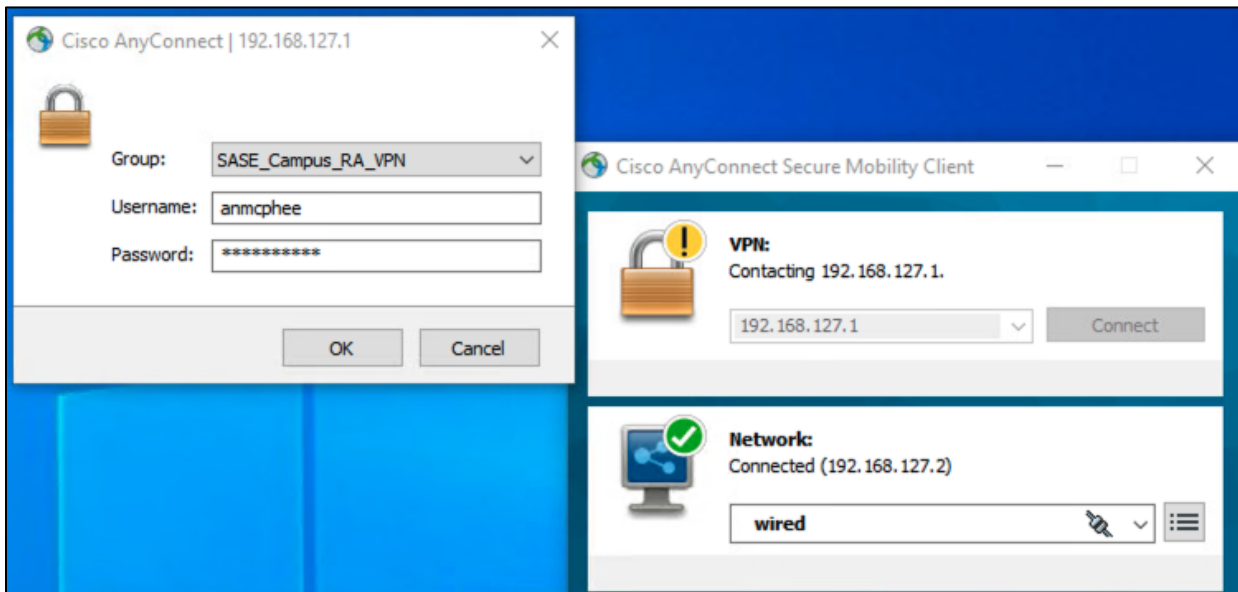 Cisco AnyConnect | 192.168.127.1
Group: SASE_Campus_RA_VPN
Username: anmcphee
Password: **********
OK Cancel
Cisco AnyConnect Secure Mobility Client
VPN:
Contacting 192.168.127.1.
192.168.127.1 Connect
Network:
Connected (192.168.127.2)
wired